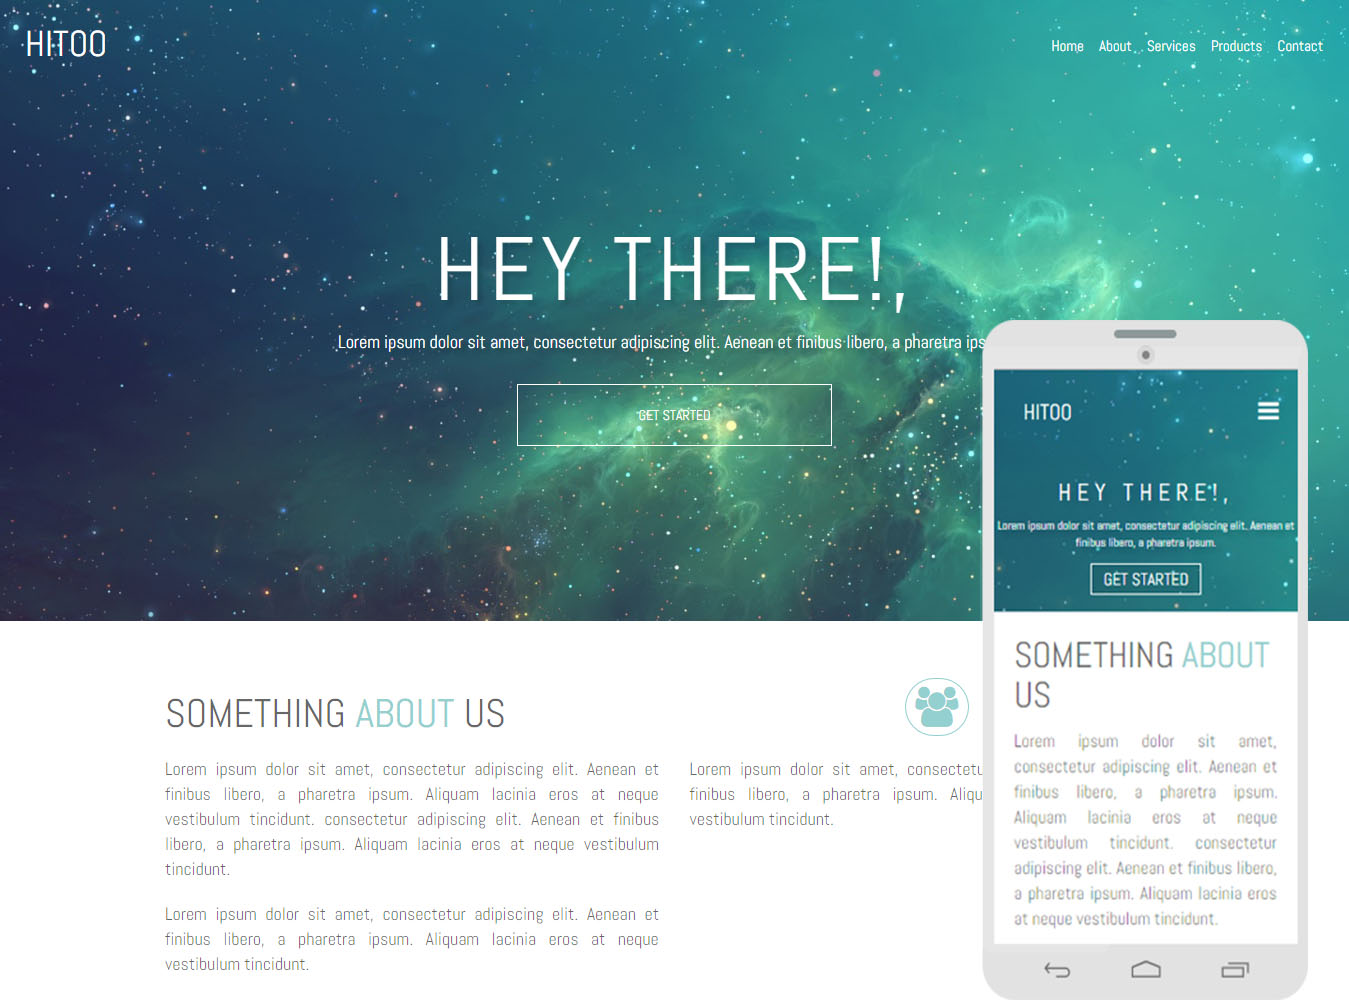 HITOO
Home About Services Products Contact
HEY THERE!,
Lorem ipsum dolor sit amet, consectetur adipiscing elit. Aenean et finibus libero, a pharetra ips
GET STARTED
SOMETHING ABOUT US
Lorem ipsum dolor sit amet, consectetur adipiscing elit. Aenean et
finibus libero, a pharetra ipsum. Aliquam lacinia eros at neque
vestibulum tincidunt. consectetur adipiscing elit. Aenean et finibus
libero, a pharetra ipsum. Aliquam lacinia eros at neque vestibulum
tincidunt.
Lorem ipsum dolor sit amet, consectetur adipiscing elit. Aenean et
finibus libero, a pharetra ipsum. Aliquam lacinia eros at neque
vestibulum tincidunt.
Lorem ipsum dolor sit amet, consectetu
finibus libero, a pharetra ipsum. Aliqu
vestibulum tincidunt.
HITOO
HEY THERE!,
Lorem ipsum dolor sit amet, consectetur adipiscing elit. Aenean et
finibus libero, a pharetra ipsum.
GET STARTED
SOMETHING ABOUT
US
Lorem ipsum dolor sit amet,
consectetur adipiscing elit. Aenean et
finibus libero, a pharetra ipsum.
Aliquam lacinia eros at neque
vestibulum tincidunt. consectetur
adipiscing elit. Aenean et finibus libero,
a pharetra ipsum. Aliquam lacinia eros
at neque vestibulum tincidunt.